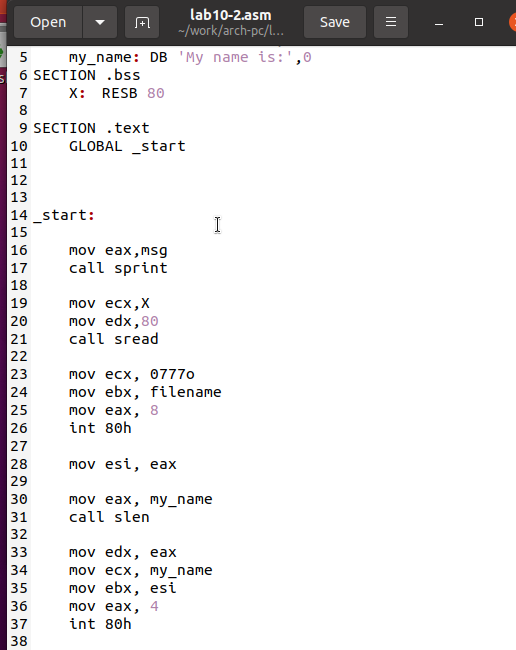 Open
lab10-2.asm
~/work/arch-pc/l...
Save
5 my_name: DB 'My name is:',0
6 SECTION .bss
7 X: RESB 80
8
9 SECTION .text
10 GLOBAL _start
11
12
13
14 _start:
15
16 mov eax,msg
17 call sprint
18
19 mov ecx,X
20 mov edx,80
21 call sread
22
23 mov ecx, 0777o
24 mov ebx, filename
25 mov eax, 8
26 int 80h
27
28 mov esi, eax
29
30 mov eax, my_name
31 call slen
32
33 mov edx, eax
34 mov ecx, my_name
35 mov ebx, esi
36 mov eax, 4
37 int 80h
38